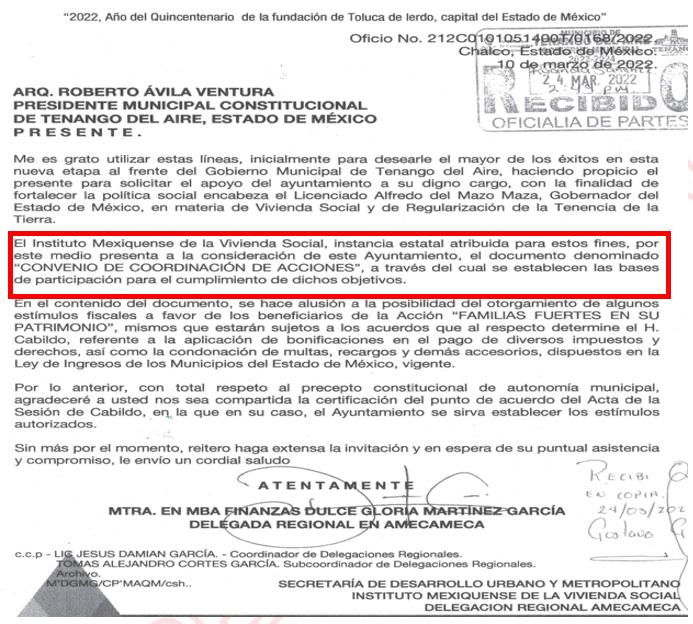 "2022, Año del Quincentenario de la fundación de Toluca de lerdo, capital del Estado de México"
Oficio No. 212C0101051400T/0168/2022.
Chalco, Estado de México.
10 de marzo de 2022.
MUNICIPIO DE
TENANGO DEL AIRE
2022-2024
24 MAR. 2022
RECIBIDO
OFICIALIA DE PARTES
ARQ. ROBERTO ÁVILA VENTURA
PRESIDENTE MUNICIPAL CONSTITUCIONAL
DE TENANGO DEL AIRE, ESTADO DE MÉXICO
P R E S E N T E .
Me es grato utilizar estas líneas, inicialmente para desearle el mayor de los éxitos en esta
nueva etapa al frente del Gobierno Municipal de Tenango del Aire, haciendo propicio el
presente para solicitar el apoyo del ayuntamiento a su digno cargo, con la finalidad de
fortalecer la política social encabeza el Licenciado Alfredo del Mazo Maza, Gobernador del
Estado de México, en materia de Vivienda Social y de Regularización de la Tenencia de la
Tierra.
El Instituto Mexiquense de la Vivienda Social, instancia estatal atribuida para estos fines, por
este medio presenta a la consideración de este Ayuntamiento, el documento denominado
"CONVENIO DE COORDINACIÓN DE ACCIONES", a través del cual se establecen las bases
de participación para el cumplimiento de dichos objetivos.
En el contenido del documento, se hace alusión a la posibilidad del otorgamiento de algunos
estímulos fiscales a favor de los beneficiarios de la Acción "FAMILIAS FUERTES EN SU
PATRIMONIO", mismos que estarán sujetos a los acuerdos que al respecto determine el H.
Cabildo, referente a la aplicación de bonificaciones en el pago de diversos impuestos y
derechos, así como la condonación de multas, recargos y demás accesorios, dispuestos en la
Ley de Ingresos de los Municipios del Estado de México, vigente.
Por lo anterior, con total respeto al precepto constitucional de autonomía municipal,
agradeceré a usted nos sea compartida la certificación del punto de acuerdo del Acta de la
Sesión de Cabildo, en la que en su caso, el Ayuntamiento se sirva establecer los estímulos
autorizados.
Sin más por el momento, reitero haga extensa la invitación y en espera de su puntual asistencia
y compromiso, le envío un cordial saludo
A T E N T A M E N T E
MTRA. EN MBA FINANZAS DULCE GLORIA MARTÍNEZ GARCÍA
DELEGADA REGIONAL EN AMECAMECA
RECIBI
EN COPIA
24/03/202
Gustavo G
c.c.p - LIC JESUS DAMIAN GARCÍA. - Coordinador de Delegaciones Regionales.
TOMAS ALEJANDRO CORTES GARCÍA. Subcoordinador de Delegaciones Regionales.
Archivo.
M'DGMG/CP'MAQM/csh..
SECRETARÍA DE DESARROLLO URBANO Y METROPOLITANO
INSTITUTO MEXIQUENSE DE LA VIVIENDA SOCIAL
DELEGACION REGIONAL AMECAMECA